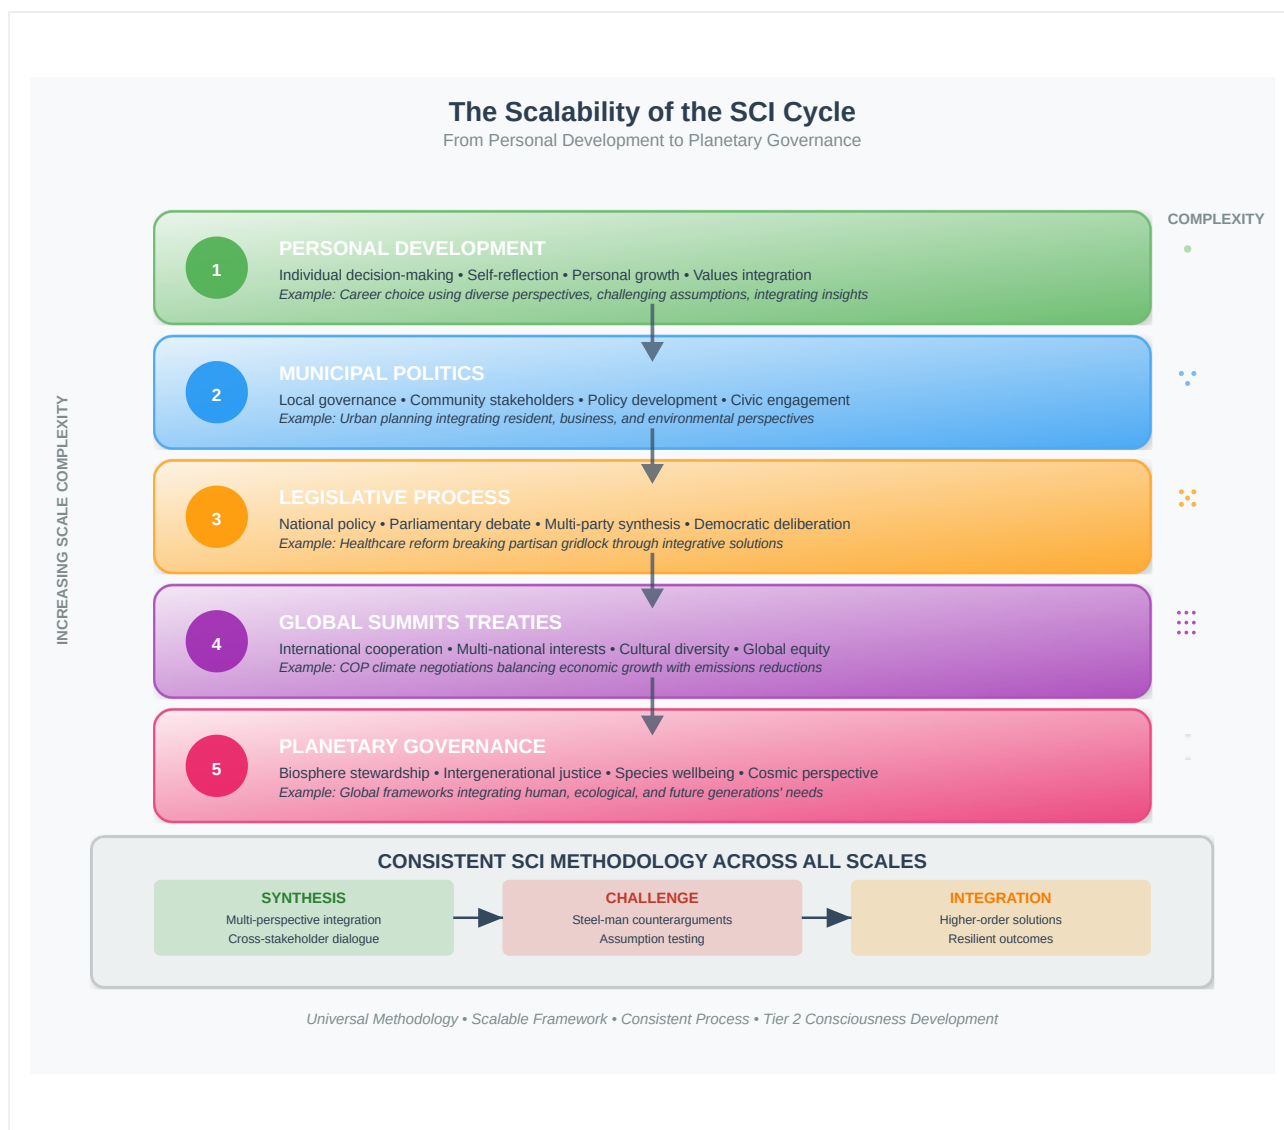 The Scalability of the SCI Cycle
From Personal Development to Planetary Governance
COMPLEXITY
INCREASING SCALE COMPLEXITY
1
PERSONAL DEVELOPMENT
Individual decision-making • Self-reflection • Personal growth • Values integration
Example: Career choice using diverse perspectives, challenging assumptions, integrating insights
2
MUNICIPAL POLITICS
Local governance • Community stakeholders • Policy development • Civic engagement
Example: Urban planning integrating resident, business, and environmental perspectives
3
LEGISLATIVE PROCESS
National policy • Parliamentary debate • Multi-party synthesis • Democratic deliberation
Example: Healthcare reform breaking partisan gridlock through integrative solutions
4
GLOBAL SUMMITS TREATIES
International cooperation • Multi-national interests • Cultural diversity • Global equity
Example: COP climate negotiations balancing economic growth with emissions reductions
5
PLANETARY GOVERNANCE
Biosphere stewardship • Intergenerational justice • Species wellbeing • Cosmic perspective
Example: Global frameworks integrating human, ecological, and future generations' needs
CONSISTENT SCI METHODOLOGY ACROSS ALL SCALES
SYNTHESIS
Multi-perspective integration
Cross-stakeholder dialogue
CHALLENGE
Steel-man counterarguments
Assumption testing
INTEGRATION
Higher-order solutions
Resilient outcomes
Universal Methodology • Scalable Framework • Consistent Process • Tier 2 Consciousness Development